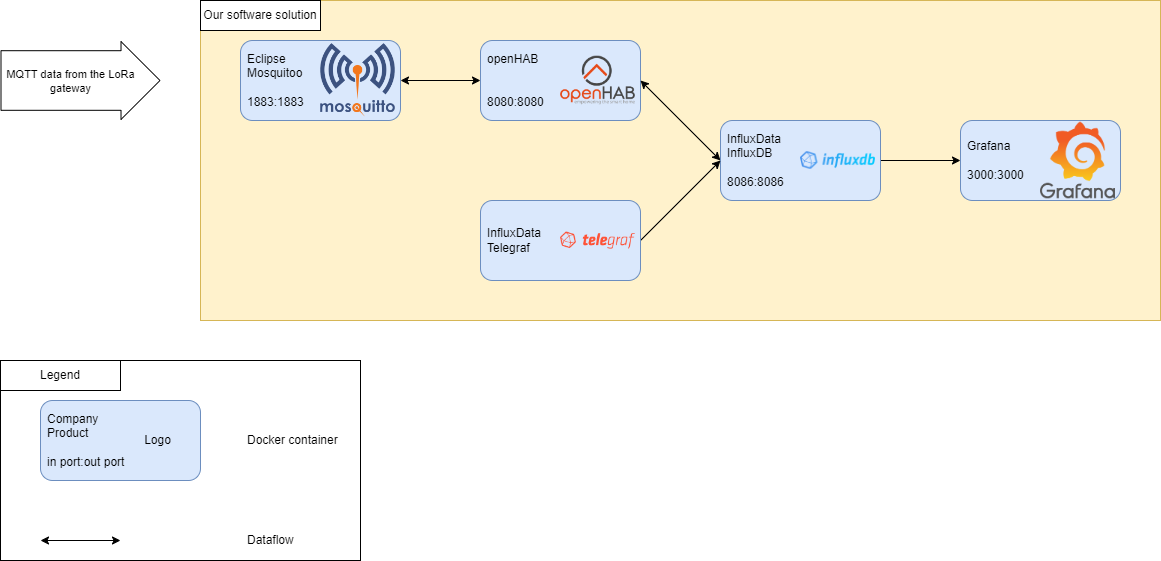 Our software solution
MQTT data from the LoRa
gateway
Eclipse
Mosquitoo
1883:1883
mosquitto
openHAB
8080:8080
openHAB
InfluxData
InfluxDB
8086:8086
influxdb
Grafana
3000:3000
Grafana
InfluxData
Telegraf
telegraf
Legend
Company
Product
Logo
in port:out port
Docker container
Dataflow